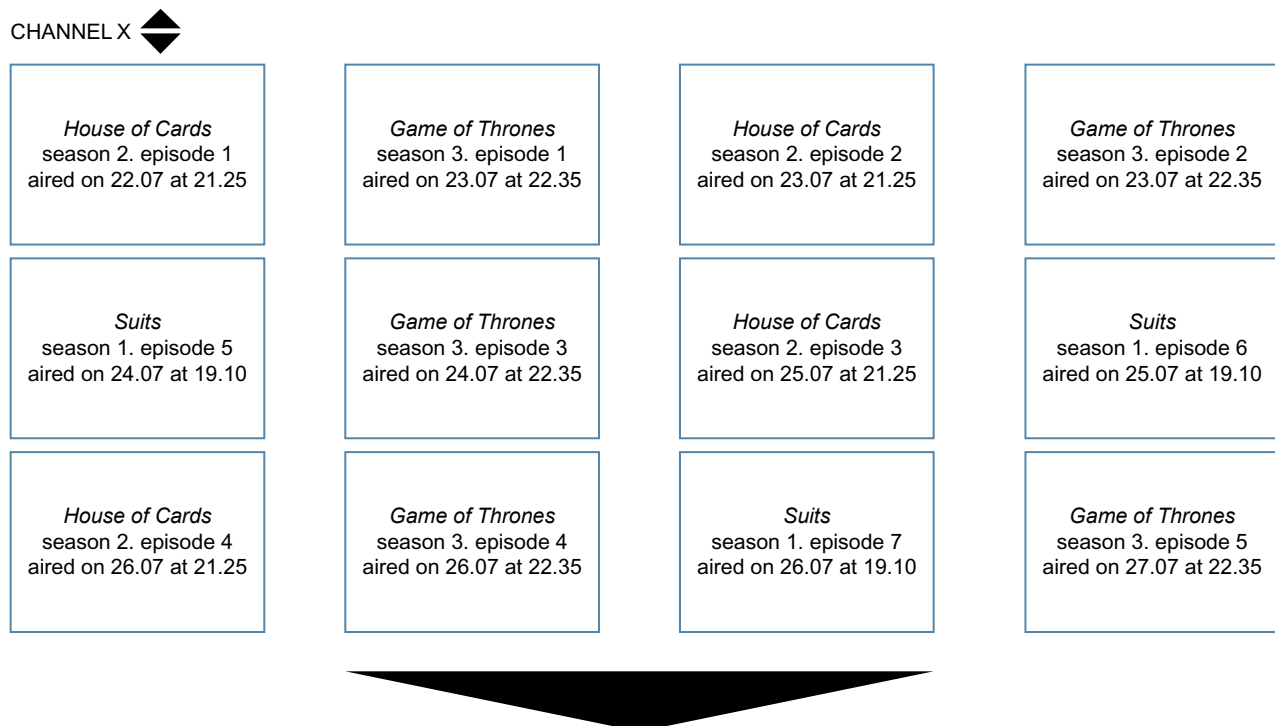 CHANNEL X
House of Cards
season 2. episode 1
aired on 22.07 at 21.25
Game of Thrones
season 3. episode 1
aired on 23.07 at 22.35
House of Cards
season 2. episode 2
aired on 23.07 at 21.25
Game of Thrones
season 3. episode 2
aired on 23.07 at 22.35
Suits
season 1. episode 5
aired on 24.07 at 19.10
Game of Thrones
season 3. episode 3
aired on 24.07 at 22.35
House of Cards
season 2. episode 3
aired on 25.07 at 21.25
Suits
season 1. episode 6
aired on 25.07 at 19.10
House of Cards
season 2. episode 4
aired on 26.07 at 21.25
Game of Thrones
season 3. episode 4
aired on 26.07 at 22.35
Suits
season 1. episode 7
aired on 26.07 at 19.10
Game of Thrones
season 3. episode 5
aired on 27.07 at 22.35